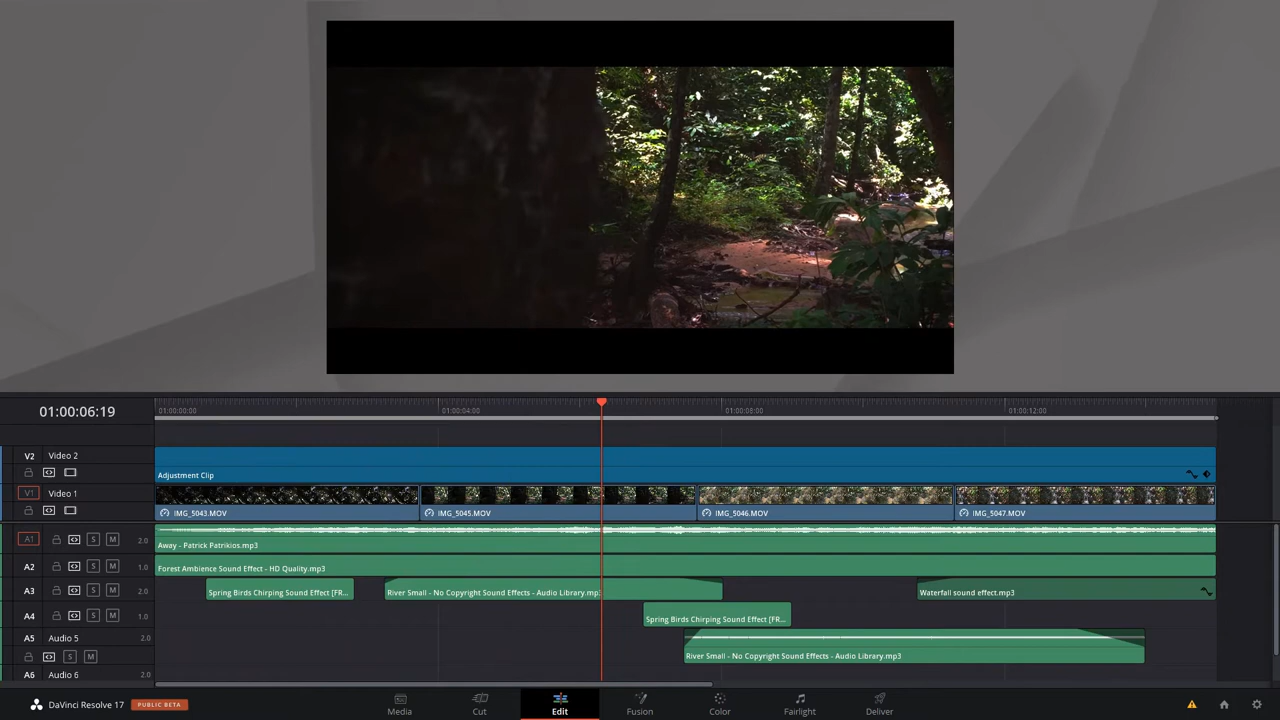 01:00:06:19
01:00:00:00
01:00:04:00
01:00:08:00
01:00:12:00
V2 Video 2
Adjustment Clip
V1 Video 1
IMG_5043.MOV
IMG_5045.MOV
IMG_5046.MOV
IMG_5047.MOV
A1 S M 2.0
Away - Patrick Patrikios.mp3
A2 S M 1.0
Forest Ambience Sound Effect - HD Quality.mp3
A3 S M 2.0
Spring Birds Chirping Sound Effect [FR...
River Small - No Copyright Sound Effects - Audio Library.mp3
Waterfall sound effect.mp3
A4 S M 1.0
Spring Birds Chirping Sound Effect [FR...
A5 Audio 5 2.0
S M
River Small - No Copyright Sound Effects - Audio Library.mp3
A6 Audio 6 2.0
DaVinci Resolve 17 PUBLIC BETA
Media
Cut
Edit
Fusion
Color
Fairlight
Deliver